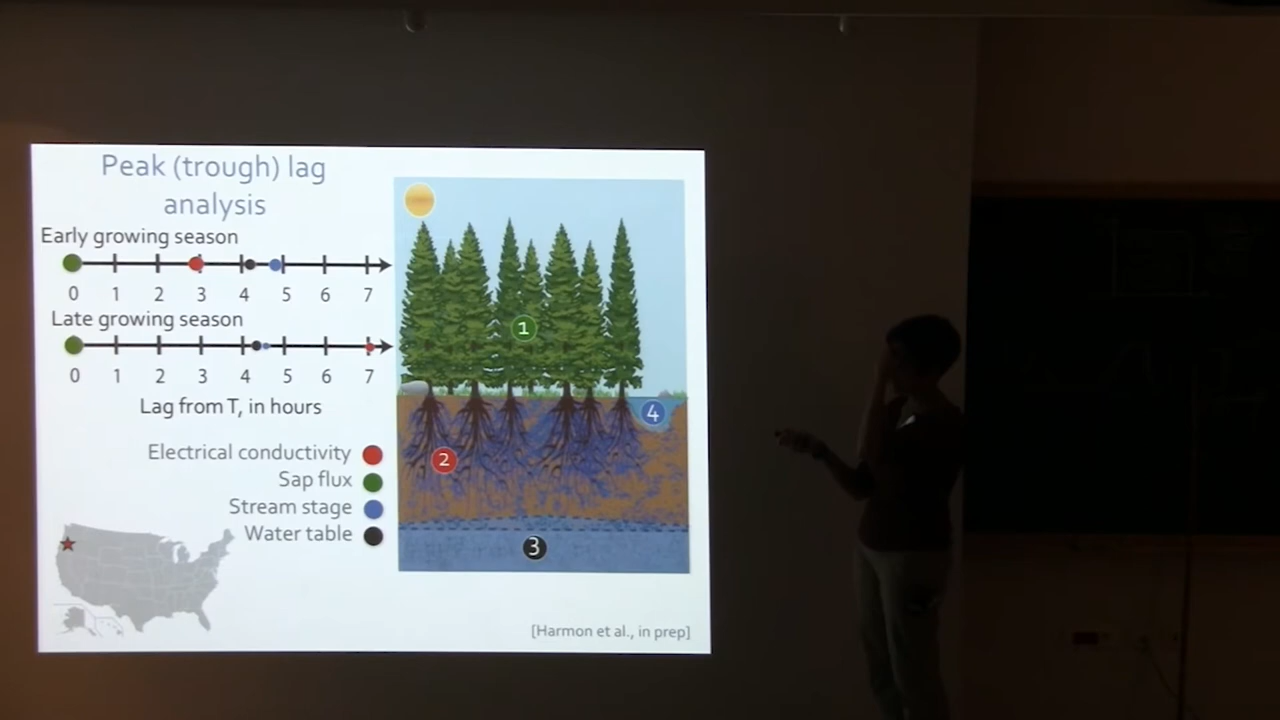 Peak (trough) lag
analysis
Early growing season
0 1 2 3 4 5 6 7
Late growing season
0 1 2 3 4 5 6 7
Lag from T, in hours
Electrical conductivity
Sap flux
Stream stage
Water table
1
2
3
4
[Harmon et al., in prep]